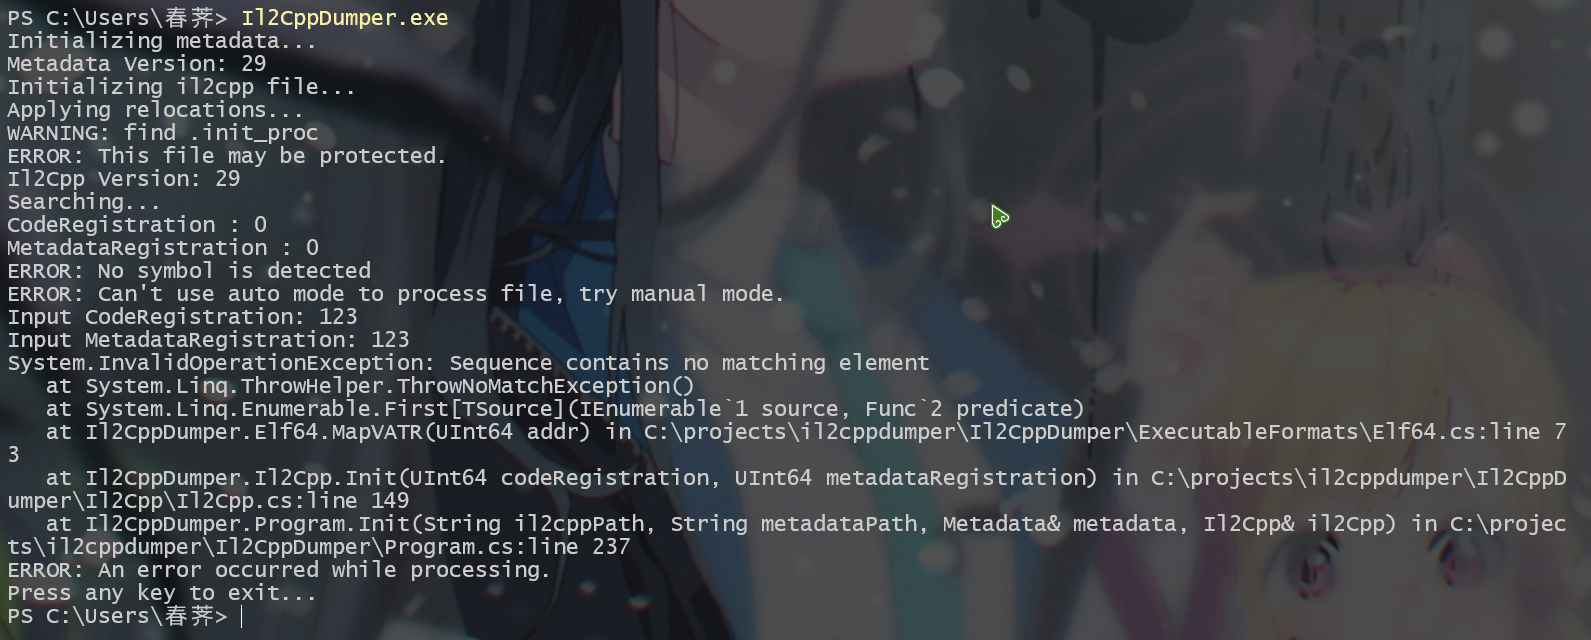 PS C:\Users\春荠> Il2CppDumper.exe
Initializing metadata...
Metadata Version: 29
Initializing il2cpp file...
Applying relocations...
WARNING: find .init_proc
ERROR: This file may be protected.
Il2Cpp Version: 29
Searching...
CodeRegistration : 0
MetadataRegistration : 0
ERROR: No symbol is detected
ERROR: Can't use auto mode to process file, try manual mode.
Input CodeRegistration: 123
Input MetadataRegistration: 123
System.InvalidOperationException: Sequence contains no matching element
   at System.Linq.ThrowHelper.ThrowNoMatchException()
   at System.Linq.Enumerable.First[TSource](IEnumerable`1 source, Func`2 predicate)
   at Il2CppDumper.Elf64.MapVATR(UInt64 addr) in C:\projects\il2cppdumper\Il2CppDumper\ExecutableFormats\Elf64.cs:line 7
3
   at Il2CppDumper.Il2Cpp.Init(UInt64 codeRegistration, UInt64 metadataRegistration) in C:\projects\il2cppdumper\Il2CppD
umper\Il2Cpp\Il2Cpp.cs:line 149
   at Il2CppDumper.Program.Init(String il2cppPath, String metadataPath, Metadata& metadata, Il2Cpp& il2Cpp) in C:\projec
ts\il2cppdumper\Il2CppDumper\Program.cs:line 237
ERROR: An error occurred while processing.
Press any key to exit...
PS C:\Users\春荠>